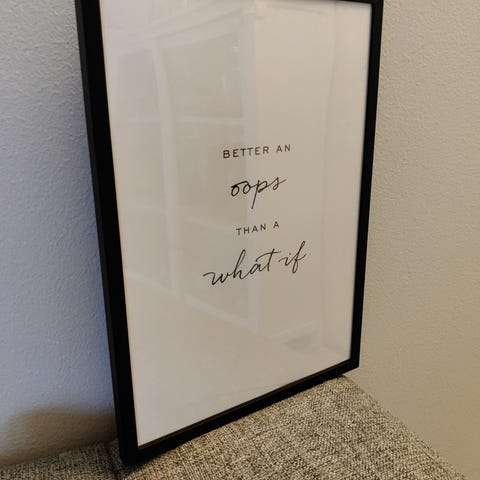 BETTER AN
oops
THAN A
what if